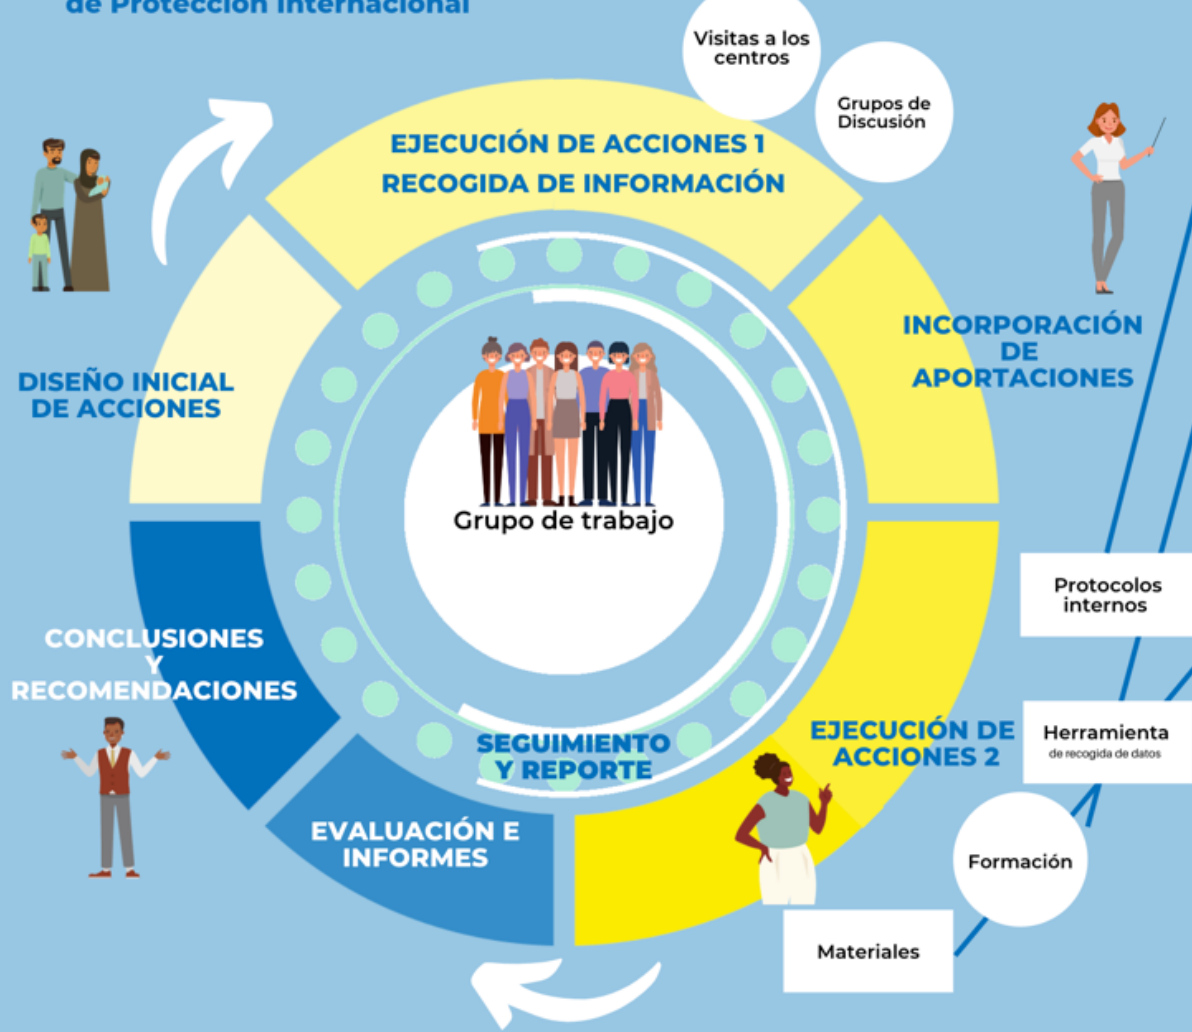 de Protección Internacional
Visitas a los
centros
Grupos de
Discusión
EJECUCIÓN DE ACCIONES 1
RECOGIDA DE INFORMACIÓN
INCORPORACIÓN
DE
APORTACIONES
DISEÑO INICIAL
DE ACCIONES
Grupo de trabajo
Protocolos
internos
CONCLUSIONES
Y
RECOMENDACIONES
EJECUCIÓN DE
ACCIONES 2
Herramienta
de recogida de datos
SEGUIMIENTO
Y REPORTE
EVALUACIÓN E
INFORMES
Formación
Materiales